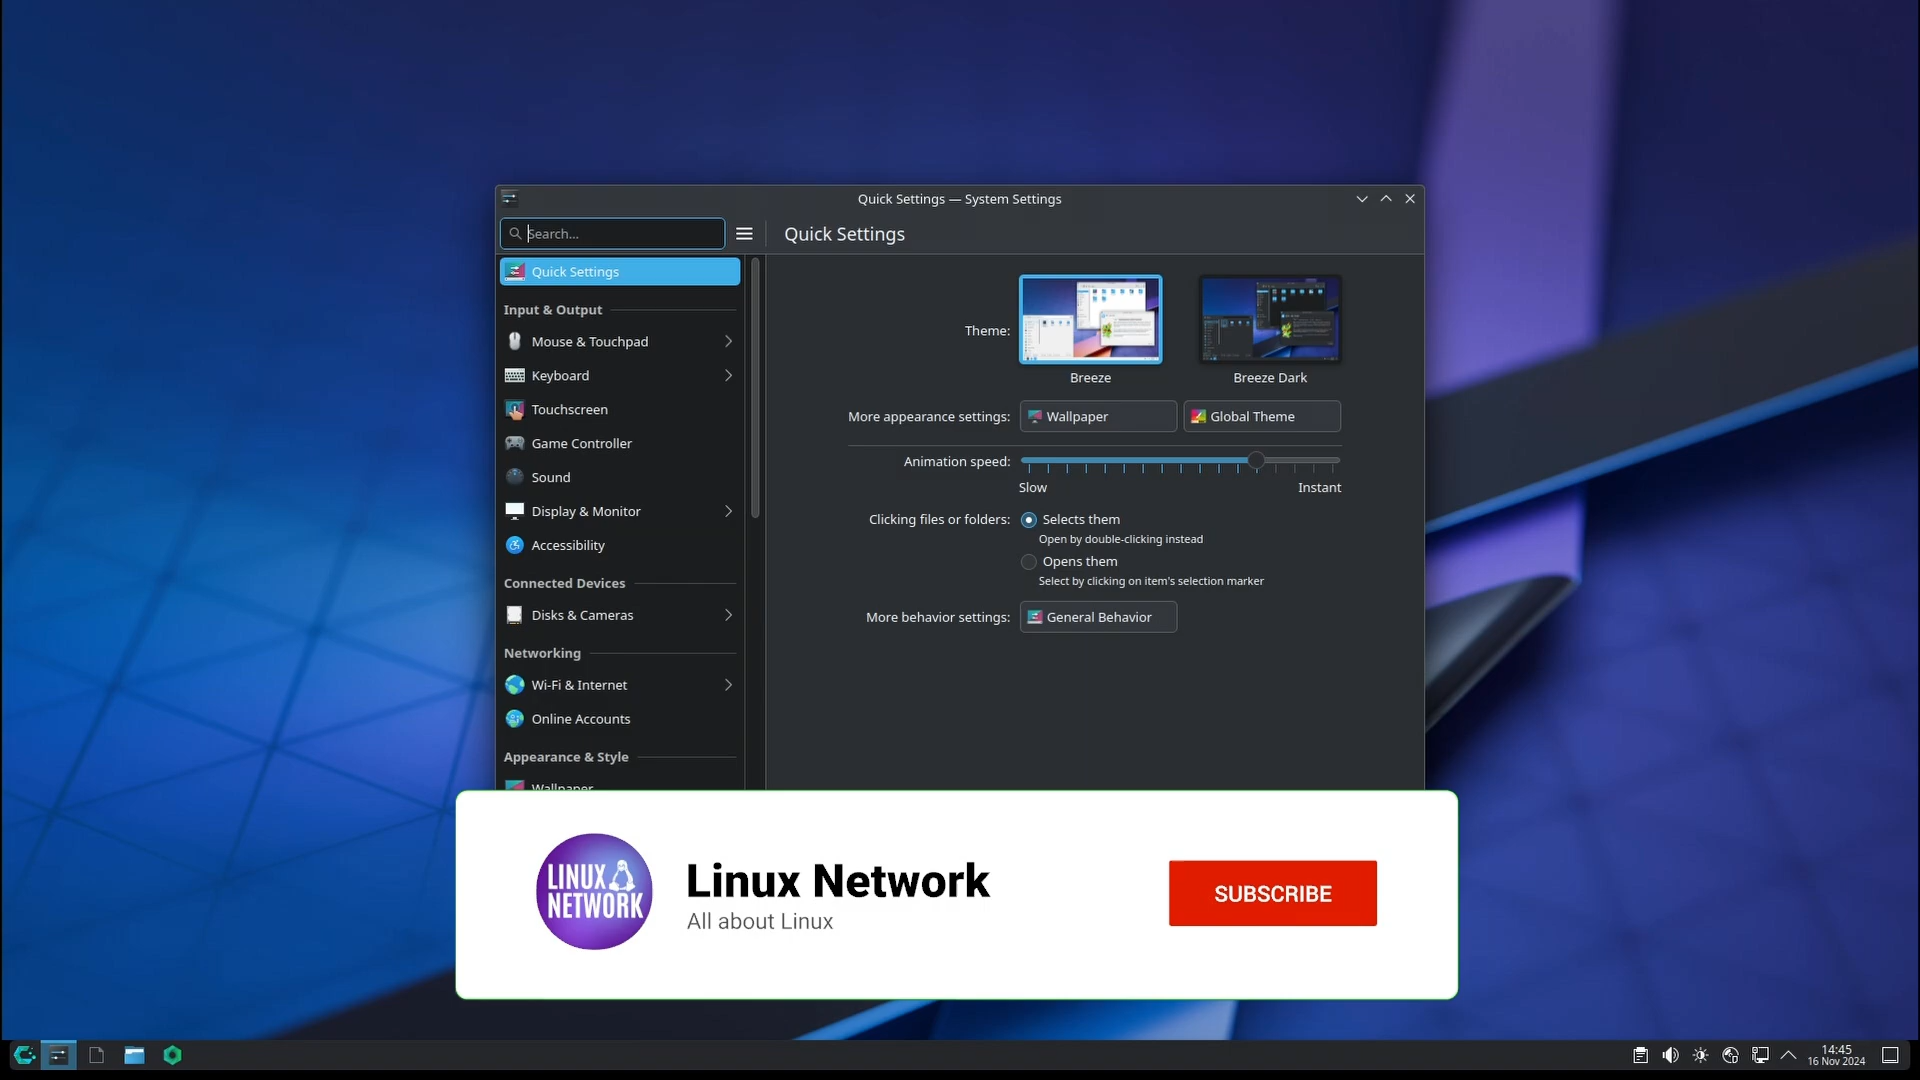 Quick Settings — System Settings
Search...
Quick Settings
Quick Settings
Input & Output
Mouse & Touchpad
Keyboard
Touchscreen
Game Controller
Sound
Display & Monitor
Accessibility
Connected Devices
Disks & Cameras
Networking
Wi-Fi & Internet
Online Accounts
Appearance & Style
Wallpaper
Theme:
Breeze
Breeze Dark
More appearance settings:
Wallpaper
Global Theme
Animation speed:
Slow
Instant
Clicking files or folders:
Selects them
Open by double-clicking instead
Opens them
Select by clicking on item's selection marker
More behavior settings:
General Behavior
LINUX
NETWORK
Linux Network
All about Linux
SUBSCRIBE
14:45
16 Nov 2024